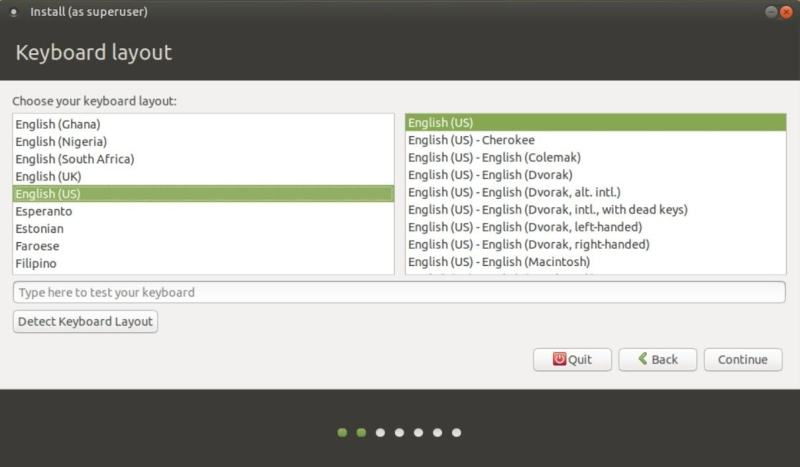 Install (as superuser)
Keyboard layout
Choose your keyboard layout:
English (Ghana)
English (Nigeria)
English (South Africa)
English (UK)
English (US)
Esperanto
Estonian
Faroese
Filipino
English (US)
English (US) - Cherokee
English (US) - English (Colemak)
English (US) - English (Dvorak)
English (US) - English (Dvorak, alt. intl.)
English (US) - English (Dvorak, intl., with dead keys)
English (US) - English (Dvorak, left-handed)
English (US) - English (Dvorak, right-handed)
English (US) - English (Macintosh)
Type here to test your keyboard
Detect Keyboard Layout
Quit
Back
Continue